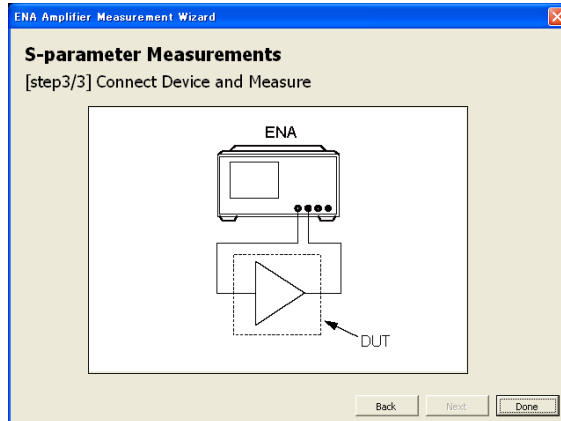 ENA Amplifier Measurement Wizard
S-parameter Measurements
[step3/3] Connect Device and Measure
ENA
DUT
Back
Next
Done